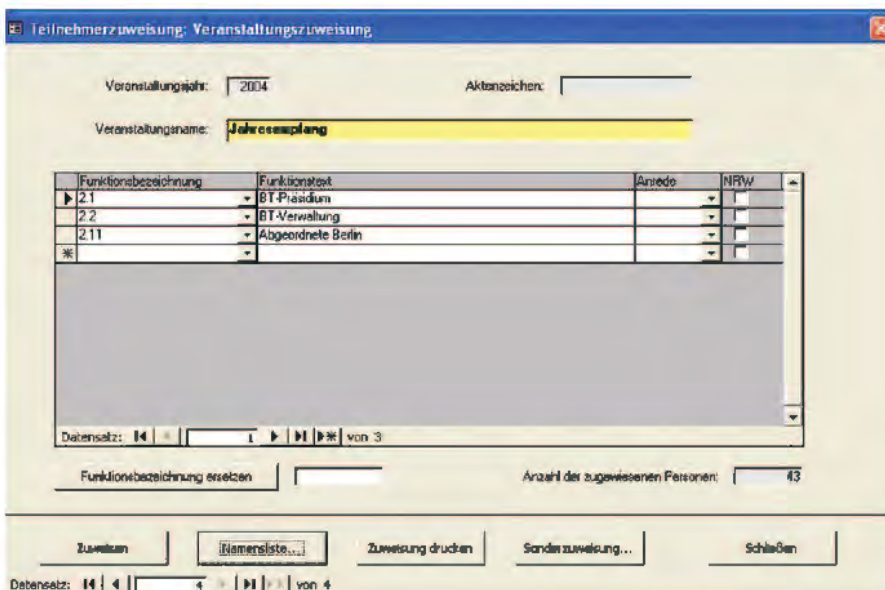 Teilnehmerzuweisung: Veranstaltungszuweisung
Veranstaltungsjahr: 2004 Aktenzeichen:
Veranstaltungsname: Jahresempfang
Funktionsbezeichnung Funktionstext Anrede NRW
2.1 BT-Präsidium
2.2 BT-Verwaltung
2.11 Abgeordnete Berlin
Datensatz: 1 von 3
Funktionsbezeichnung ersetzen Anzahl der zugewiesenen Personen: 43
Zuweisen Namensliste... Zuweisung drucken Sonderzuweisung... Schließen
Datensatz: 4 von 4